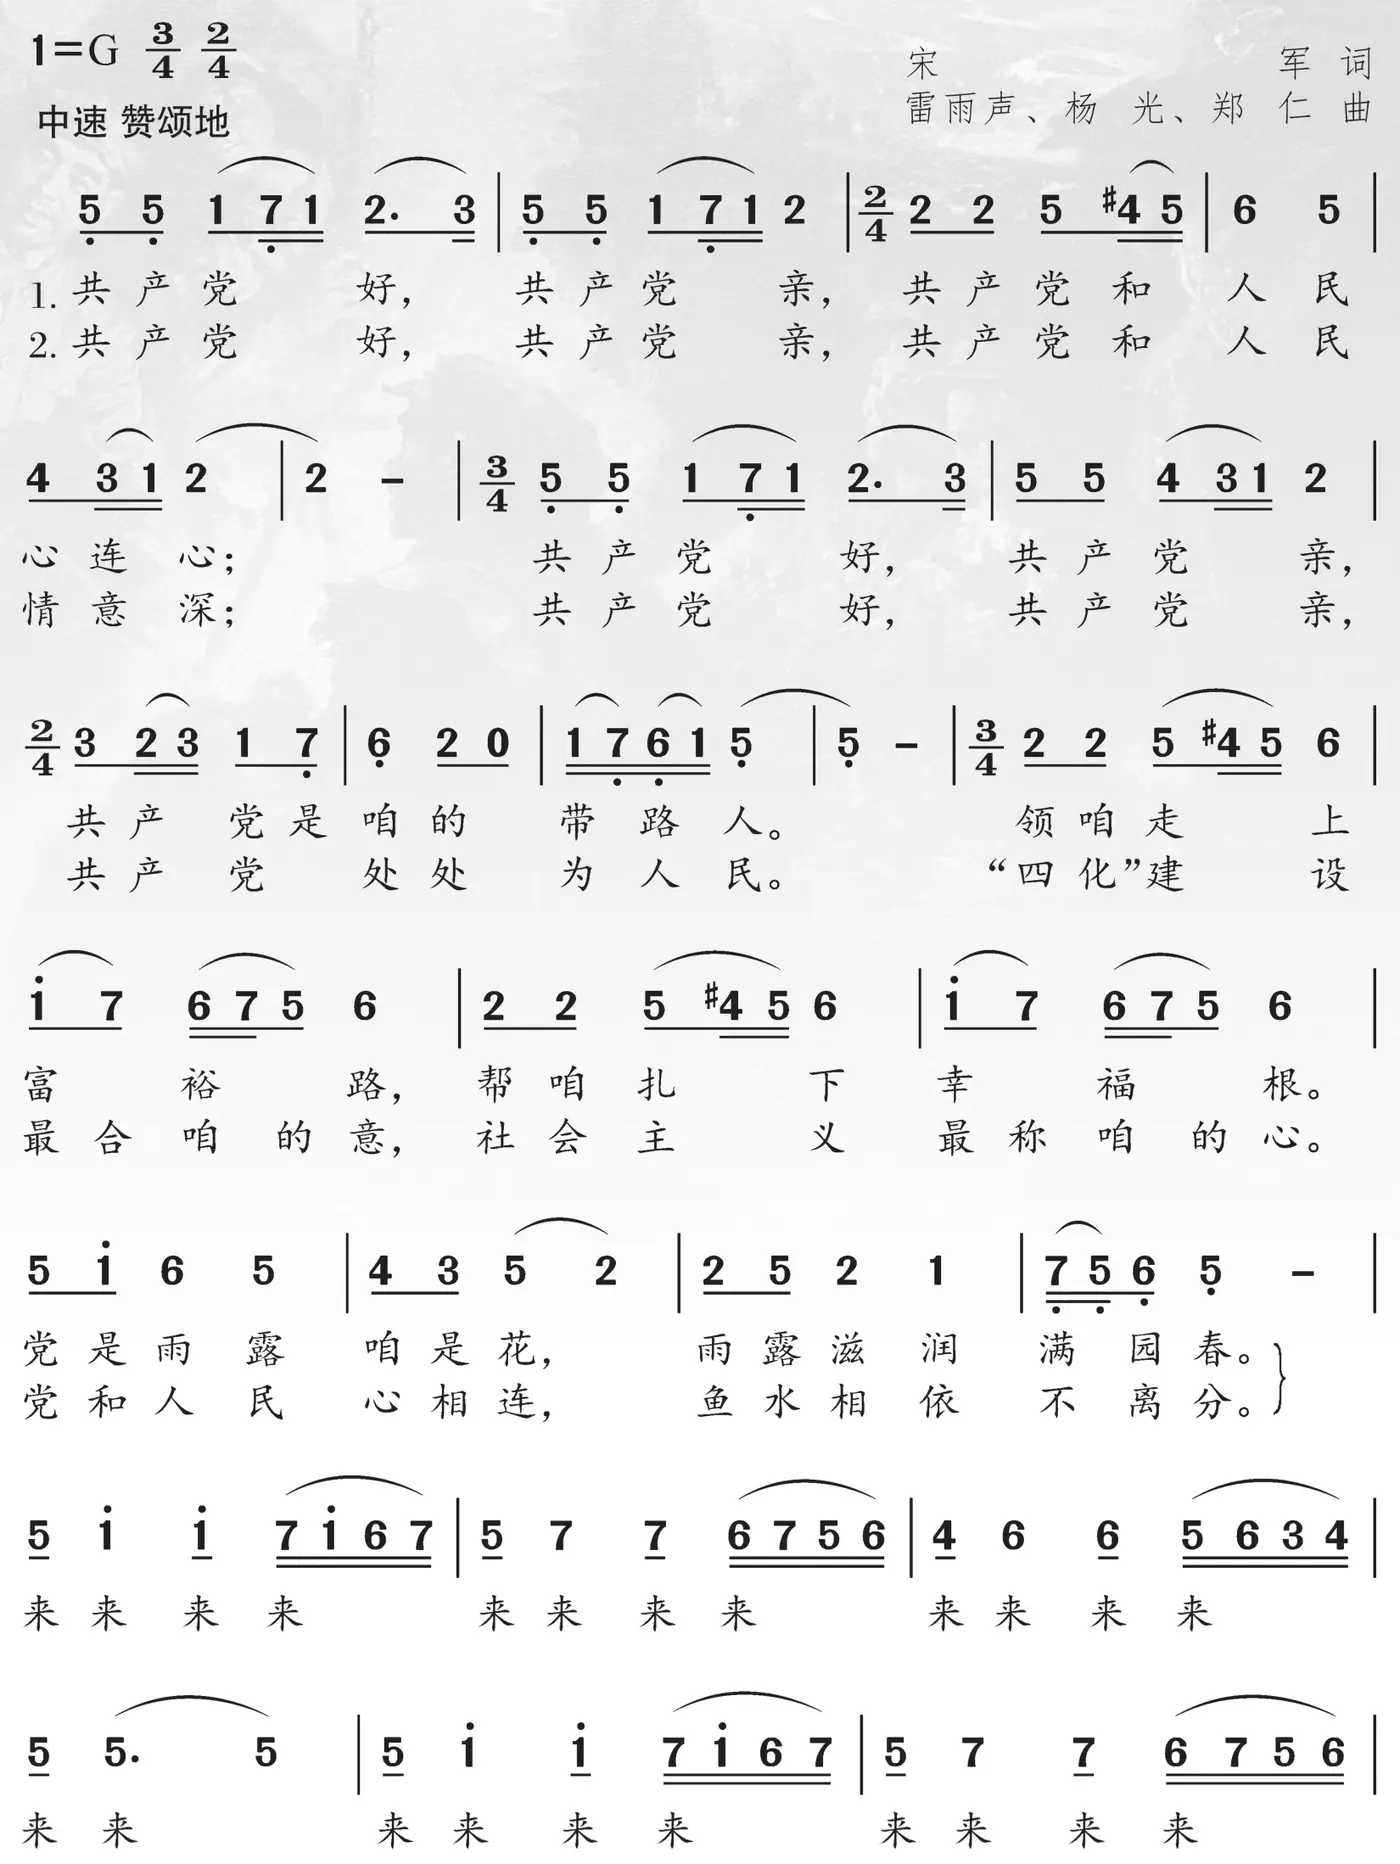 1=G 3/4 2/4
宋 军 词
中速 赞颂地
雷雨声、杨 光、郑 仁 曲
5 5 1 7 1 2. 3 | 5 5 1 7 1 2 | 2/4 2 2 5 #4 5 | 6 5 |
1. 共 产 党 好, 共 产 党 亲, 共 产 党 和 人 民
2. 共 产 党 好, 共 产 党 亲, 共 产 党 和 人 民
4 3 1 2 | 2 – | 3/4 5 5 1 7 1 2. 3 | 5 5 4 3 1 2 |
心 连 心; 共 产 党 好, 共 产 党 亲,
情 意 深; 共 产 党 好, 共 产 党 亲,
2/4 3 2 3 1 7 | 6 2 0 | 1 7 6 1 5 | 5 – | 3/4 2 2 5 #4 5 6 |
共 产 党 是 咱 的 带 路 人。 领 咱 走 上
共 产 党 处 处 为 人 民。 “四 化”建 设
1 7 6 7 5 6 | 2 2 5 #4 5 6 | 1 7 6 7 5 6 |
富 裕 路, 帮 咱 扎 下 幸 福 根。
最 合 咱 的 意, 社 会 主 义 最 称 咱 的 心。
5 1 6 5 | 4 3 5 2 | 2 5 2 1 | 7 5 6 5 – |
党 是 雨 露 咱 是 花, 雨 露 滋 润 满 园 春。
党 和 人 民 心 相 连, 鱼 水 相 依 不 离 分。
5 1 1 7 1 6 7 | 5 7 7 6 7 5 6 | 4 6 6 5 6 3 4 |
来 来 来 来 来 来 来 来 来 来 来 来
5 5. 5 | 5 1 1 7 1 6 7 | 5 7 7 6 7 5 6 |
来 来 来 来 来 来 来 来 来 来